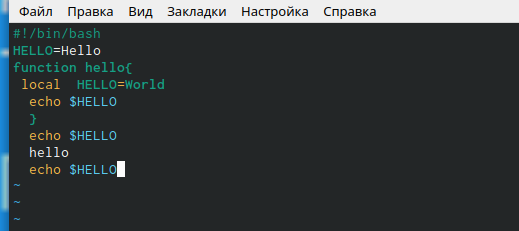 Файл Правка Вид Закладки Настройка Справка
#!/bin/bash
HELLO=Hello
function hello{
 local  HELLO=World
  echo $HELLO
  }
  echo $HELLO
  hello
  echo $HELLO
~
~
~